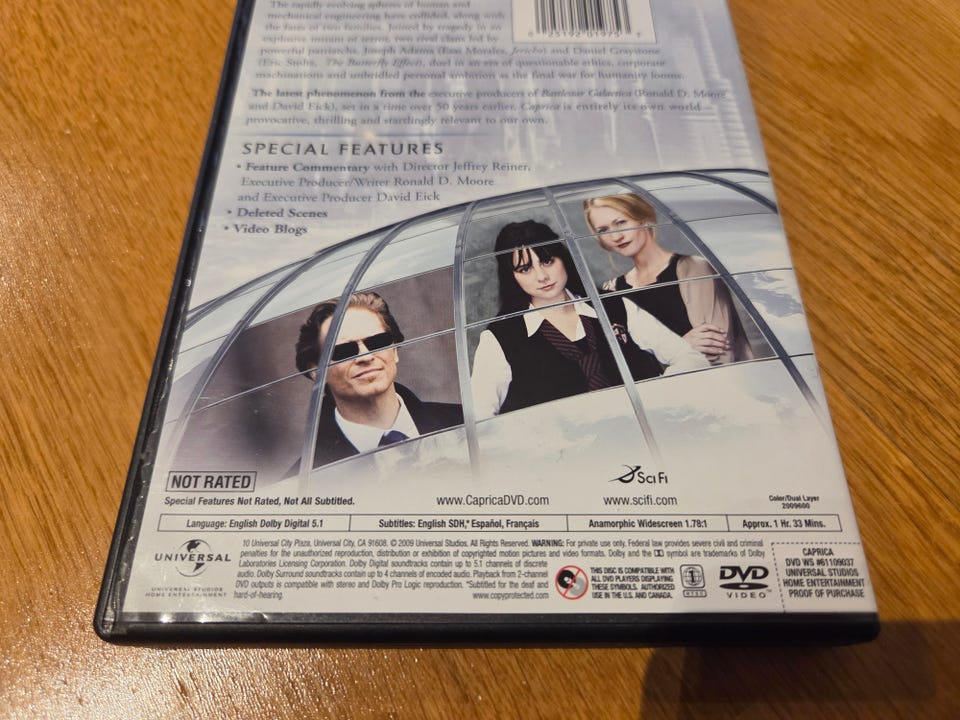 The rapidly-evolving spheres of human and
mechanical engineering have collided, along with
the fates of two families. Joined by tragedy in an
explosive instant of terror, two rival clans led by
powerful patriarchs, Joseph Adama (Esai Morales, Jericho) and Daniel Graystone
(Eric Stoltz, The Butterfly Effect), duel in an era of questionable ethics, corporate
machinations and unbridled personal ambition as the final war for humanity looms.
The latest phenomenon from the executive producers of Battlestar Galactica (Ronald D. Moore
and David Eick), set in a time over 50 years earlier, Caprica is entirely its own world –
provocative, thrilling and startlingly relevant to our own.
SPECIAL FEATURES
• Feature Commentary with Director Jeffrey Reiner,
Executive Producer/Writer Ronald D. Moore
and Executive Producer David Eick
• Deleted Scenes
• Video Blogs
NOT RATED
Special Features Not Rated, Not All Subtitled.
www.CapricaDVD.com
SCI FI
www.scifi.com
Color/Dual Layer
2009600
Language: English Dolby Digital 5.1
Subtitles: English SDH,* Español, Français
Anamorphic Widescreen 1.78:1
Approx. 1 Hr. 33 Mins.
UNIVERSAL
UNIVERSAL STUDIOS
HOME ENTERTAINMENT
10 Universal City Plaza, Universal City, CA 91608. © 2009 Universal Studios. All Rights Reserved. WARNING: For private use only. Federal law provides severe civil and criminal
penalties for the unauthorized reproduction, distribution or exhibition of copyrighted motion pictures and video formats. Dolby and the symbol are trademarks of Dolby
Laboratories Licensing Corporation. Dolby Digital soundtracks contain up to 5.1 channels of discrete
audio. Dolby Surround soundtracks contain up to 4 channels of encoded audio. Playback from 2-channel
DVD outputs is compatible with stereo and Dolby Pro Logic reproduction. *Subtitled for the deaf and
hard-of-hearing.
www.copyprotected.com
THIS DISC IS COMPATIBLE WITH
ALL DVD PLAYERS DISPLAYING
THESE SYMBOLS. AUTHORIZED
USE IN THE U.S. AND CANADA.
1
NTSC
DVD
VIDEO™
CAPRICA
DVD WS #61109037
UNIVERSAL STUDIOS
HOME ENTERTAINMENT
PROOF OF PURCHASE